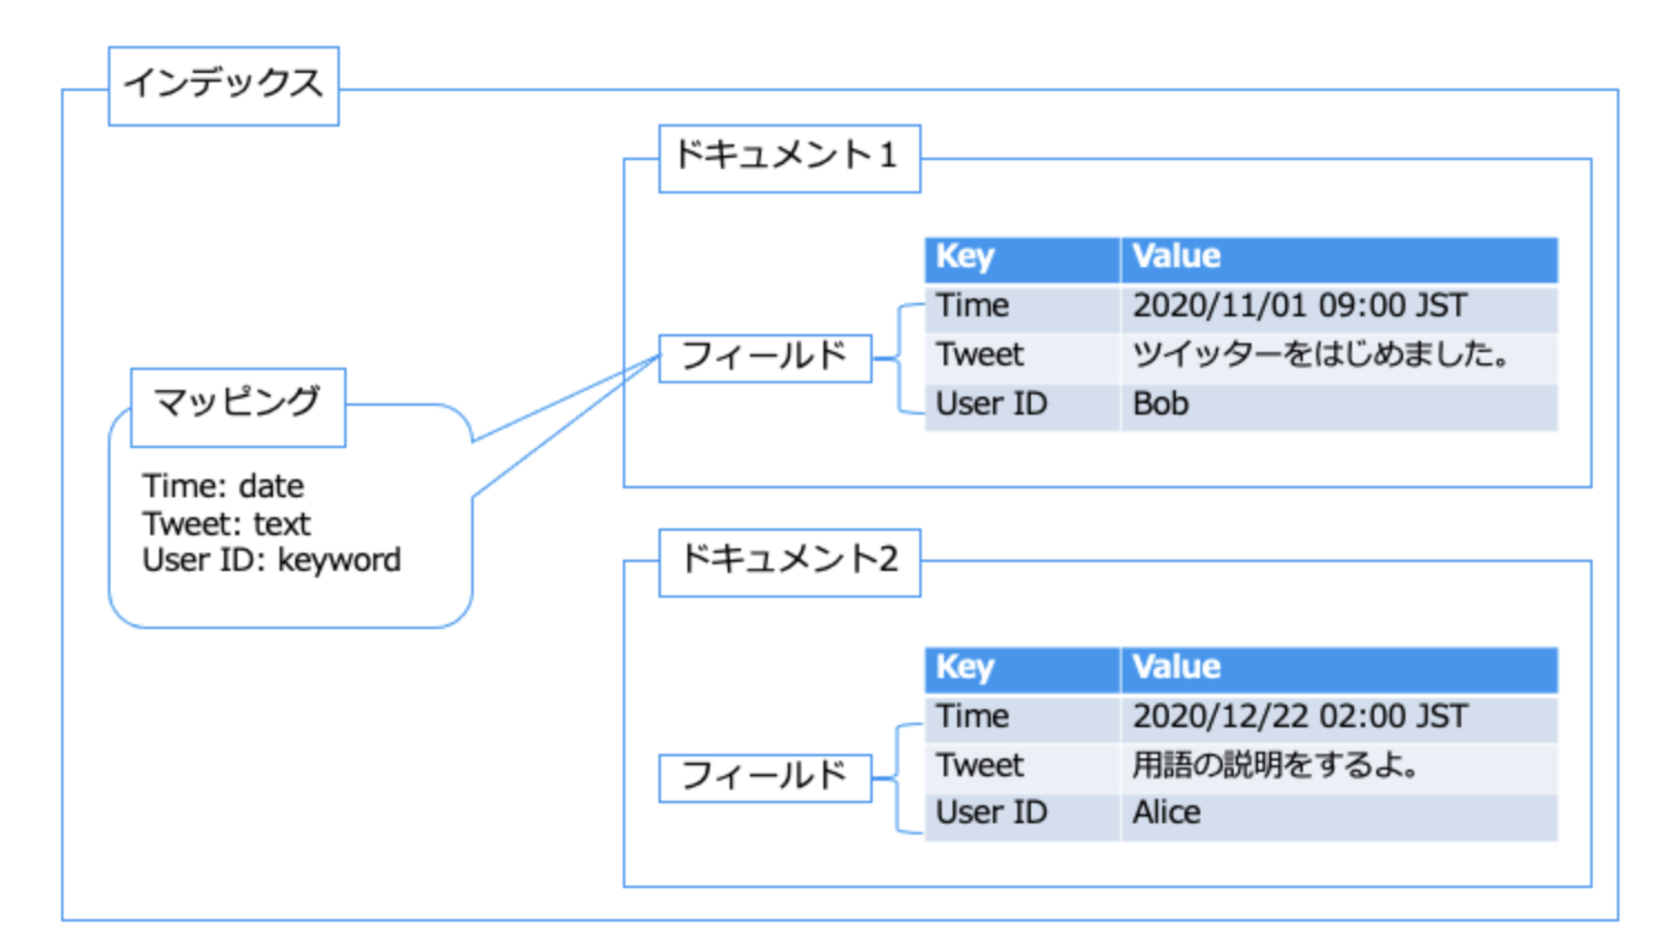 インデックス
ドキュメント1
Key Value
Time 2020/11/01 09:00 JST
フィールド
Tweet ツイッターをはじめました。
User ID Bob
マッピング
Time: date
Tweet: text
User ID: keyword
ドキュメント2
Key Value
Time 2020/12/22 02:00 JST
フィールド
Tweet 用語の説明をするよ。
User ID Alice